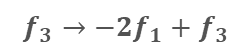 f₃ → −2f₁ + f₃